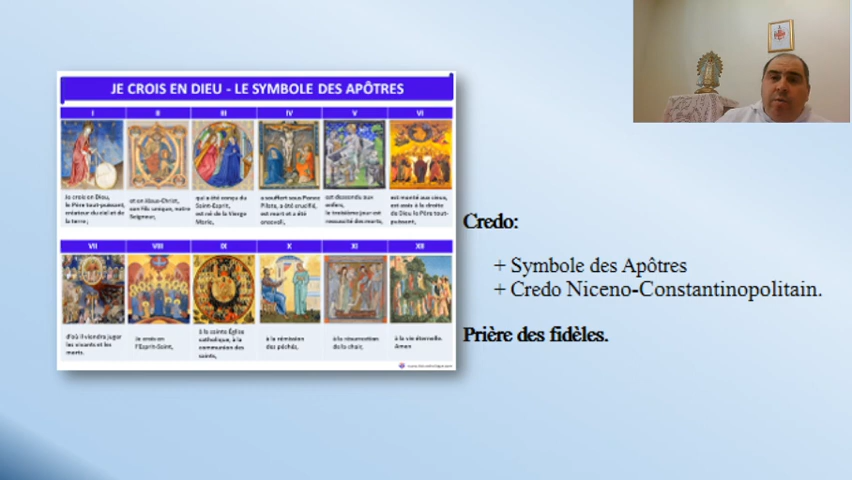 JE CROIS EN DIEU - LE SYMBOLE DES APÔTRES
I II III IV V VI
Je crois en Dieu,
le Père tout-puissant,
créateur du ciel et de
la terre ;
et en Jésus-Christ,
son Fils unique, notre
Seigneur,
qui a été conçu du
Saint-Esprit,
est né de la Vierge
Marie,
a souffert sous Ponce
Pilate, a été crucifié,
est mort et a été
enseveli,
est descendu aux
enfers,
le troisième jour est
ressuscité des morts,
est monté aux cieux,
est assis à la droite
de Dieu le Père tout-
puissant,
VII VIII IX X XI XII
d'où il viendra juger
les vivants et les
morts.
Je crois en
l'Esprit-Saint,
à la sainte Église
catholique, à la
communion des
saints,
à la rémission
des péchés,
à la résurrection
de la chair,
à la vie éternelle.
Amen
Credo:
+ Symbole des Apôtres
+ Credo Niceno-Constantinopolitain.
Prière des fidèles.